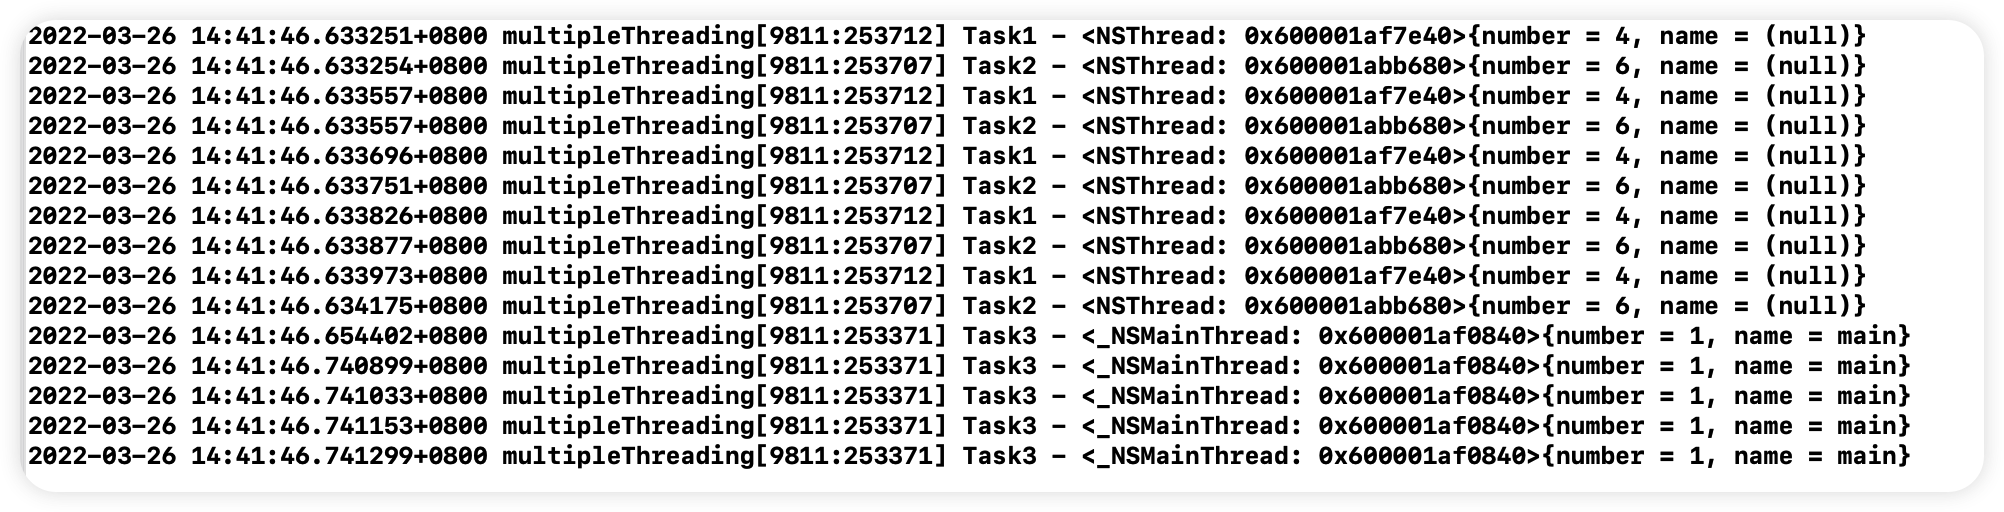 2022-03-26 14:41:46.633251+0800 multipleThreading[9811:253712] Task1 - <NSThread: 0x600001af7e40>{number = 4, name = (null)}
2022-03-26 14:41:46.633254+0800 multipleThreading[9811:253707] Task2 - <NSThread: 0x600001abb680>{number = 6, name = (null)}
2022-03-26 14:41:46.633557+0800 multipleThreading[9811:253712] Task1 - <NSThread: 0x600001af7e40>{number = 4, name = (null)}
2022-03-26 14:41:46.633557+0800 multipleThreading[9811:253707] Task2 - <NSThread: 0x600001abb680>{number = 6, name = (null)}
2022-03-26 14:41:46.633696+0800 multipleThreading[9811:253712] Task1 - <NSThread: 0x600001af7e40>{number = 4, name = (null)}
2022-03-26 14:41:46.633751+0800 multipleThreading[9811:253707] Task2 - <NSThread: 0x600001abb680>{number = 6, name = (null)}
2022-03-26 14:41:46.633826+0800 multipleThreading[9811:253712] Task1 - <NSThread: 0x600001af7e40>{number = 4, name = (null)}
2022-03-26 14:41:46.633877+0800 multipleThreading[9811:253707] Task2 - <NSThread: 0x600001abb680>{number = 6, name = (null)}
2022-03-26 14:41:46.633973+0800 multipleThreading[9811:253712] Task1 - <NSThread: 0x600001af7e40>{number = 4, name = (null)}
2022-03-26 14:41:46.634175+0800 multipleThreading[9811:253707] Task2 - <NSThread: 0x600001abb680>{number = 6, name = (null)}
2022-03-26 14:41:46.654402+0800 multipleThreading[9811:253371] Task3 - <_NSMainThread: 0x600001af0840>{number = 1, name = main}
2022-03-26 14:41:46.740899+0800 multipleThreading[9811:253371] Task3 - <_NSMainThread: 0x600001af0840>{number = 1, name = main}
2022-03-26 14:41:46.741033+0800 multipleThreading[9811:253371] Task3 - <_NSMainThread: 0x600001af0840>{number = 1, name = main}
2022-03-26 14:41:46.741153+0800 multipleThreading[9811:253371] Task3 - <_NSMainThread: 0x600001af0840>{number = 1, name = main}
2022-03-26 14:41:46.741299+0800 multipleThreading[9811:253371] Task3 - <_NSMainThread: 0x600001af0840>{number = 1, name = main}